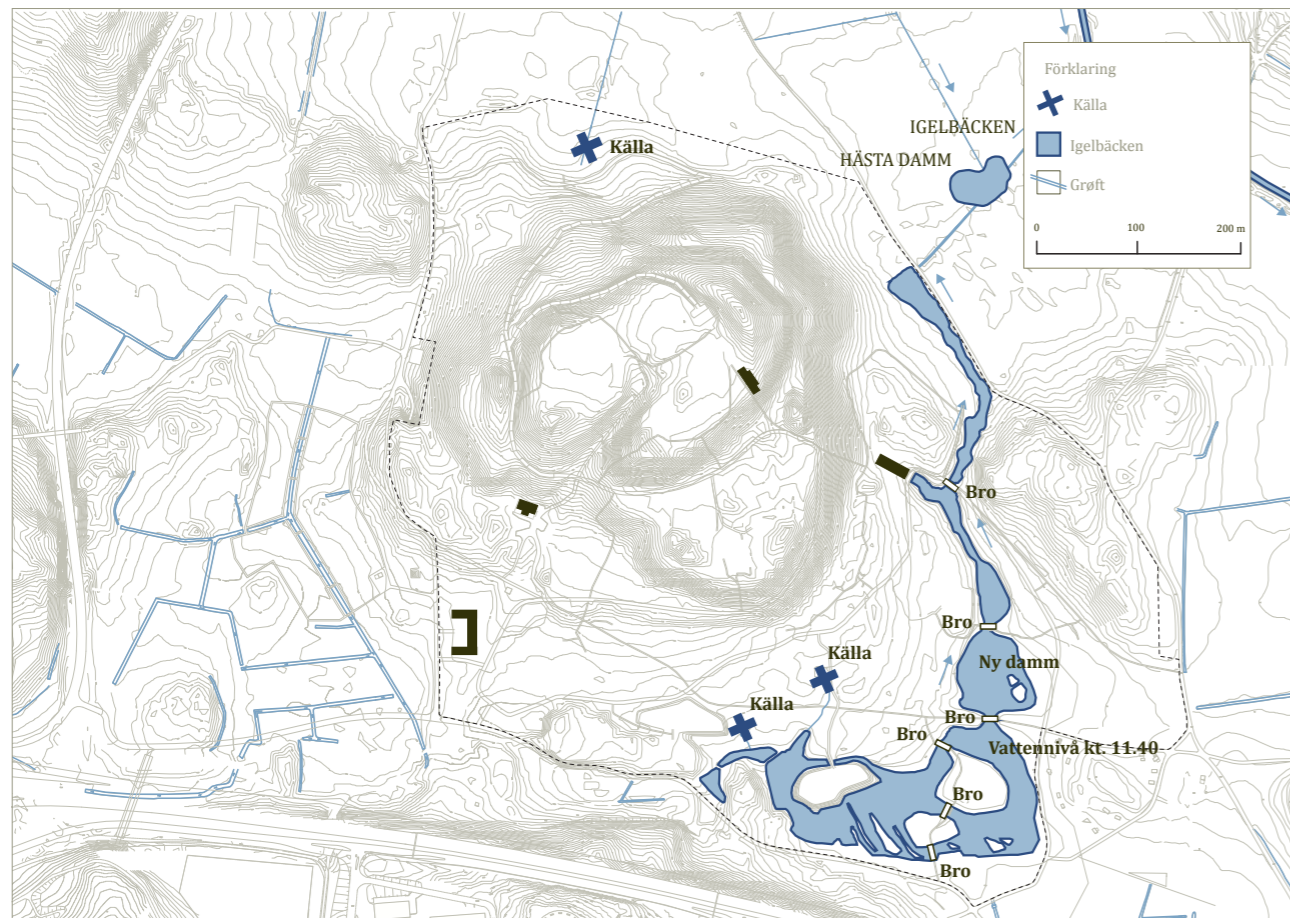 Förklaring
Källa
Igelbäcken
Grøft
0 100 200 m
IGELBÄCKEN
HÄSTA DAMM
Källa
Bro
Bro
Källa
Ny damm
Källa
Bro
Bro
Vattennivå kt. 11.40
Bro
Bro